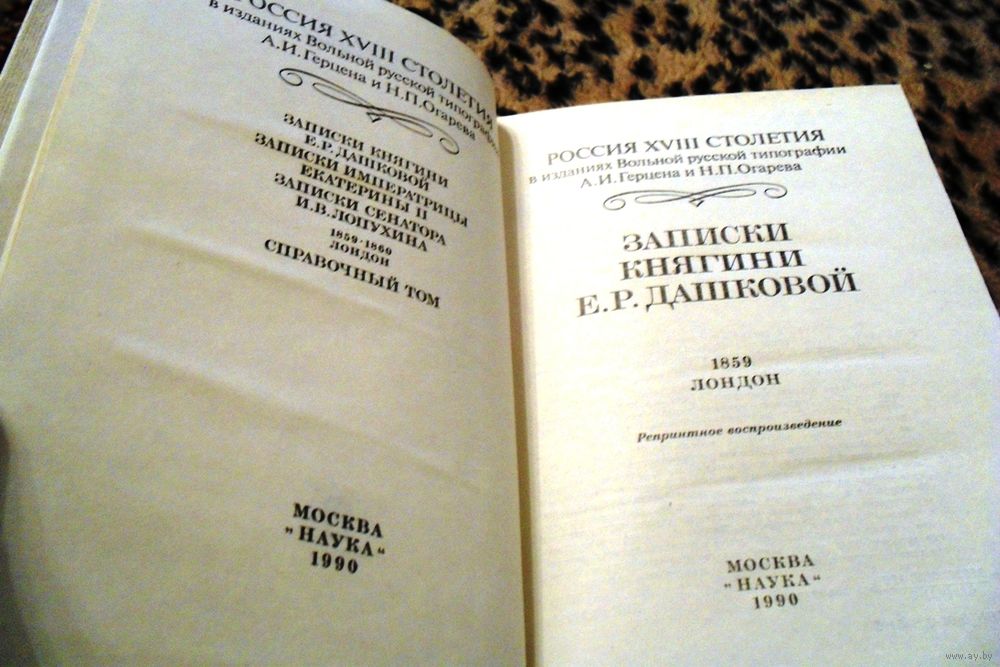 РОССИЯ XVIII СТОЛЕТИЯ
в изданиях Вольной русской типографии
А.И.Герцена и Н.П.Огарева
ЗАПИСКИ КНЯГИНИ
Е.Р.ДАШКОВОЙ
ЗАПИСКИ ИМПЕРАТРИЦЫ
ЕКАТЕРИНЫ II
ЗАПИСКИ СЕНАТОРА
И.В.ЛОПУХИНА
1859-1860
ЛОНДОН
СПРАВОЧНЫЙ ТОМ
МОСКВА
"НАУКА"
1990
РОССИЯ XVIII СТОЛЕТИЯ
в изданиях Вольной русской типографии
А.И.Герцена и Н.П.Огарева
ЗАПИСКИ
КНЯГИНИ
Е.Р.ДАШКОВОЙ
1859
ЛОНДОН
Репринтное воспроизведение
МОСКВА
"НАУКА"
1990
www.ay.by